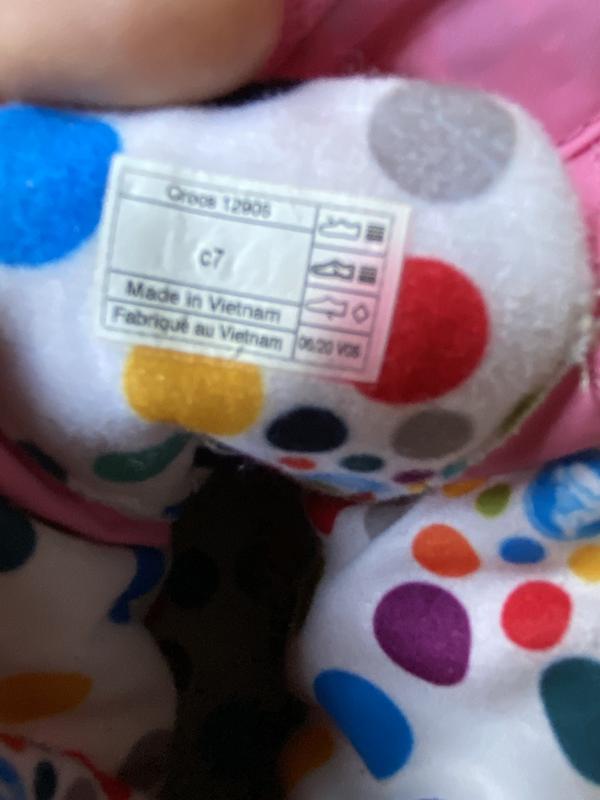 Crocs 12905
c7
Made in Vietnam
Fabriqué au Vietnam
06/20 V05